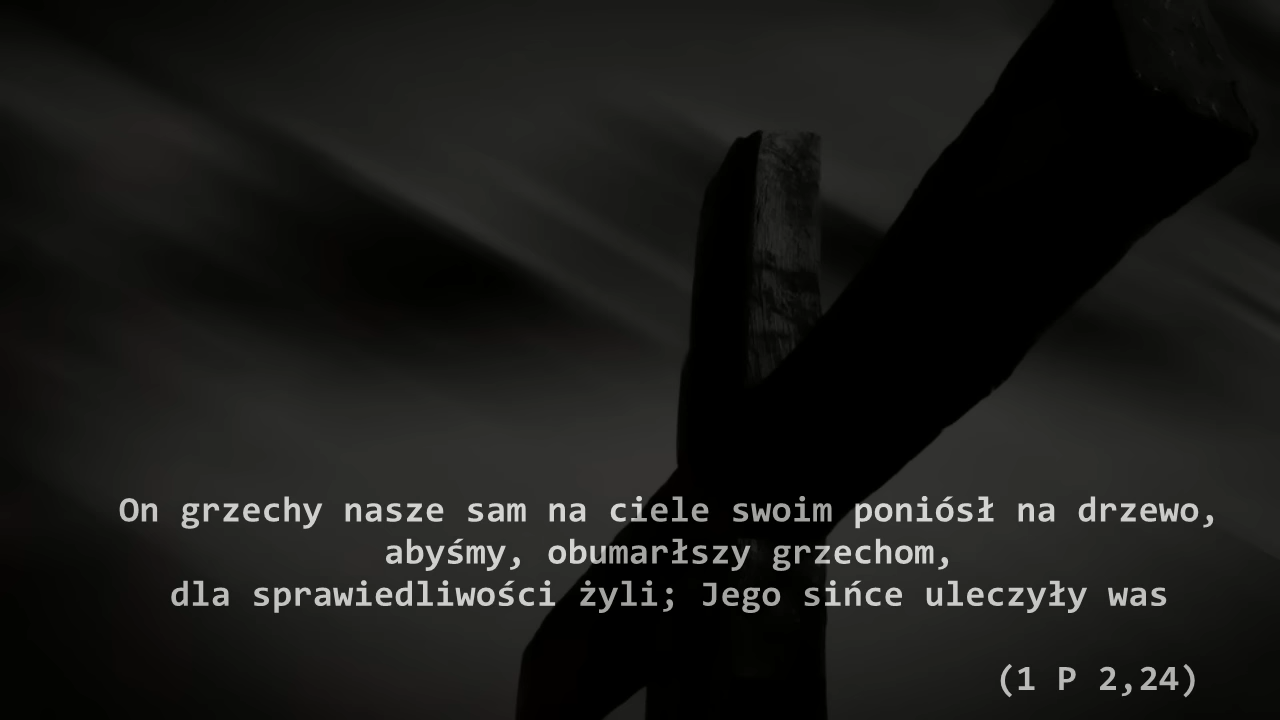 On grzechy nasze sam na ciele swoim poniósł na drzewo,
abyśmy, obumarłszy grzechom,
dla sprawiedliwości żyli; Jego sińce uleczyły was
(1 P 2,24)